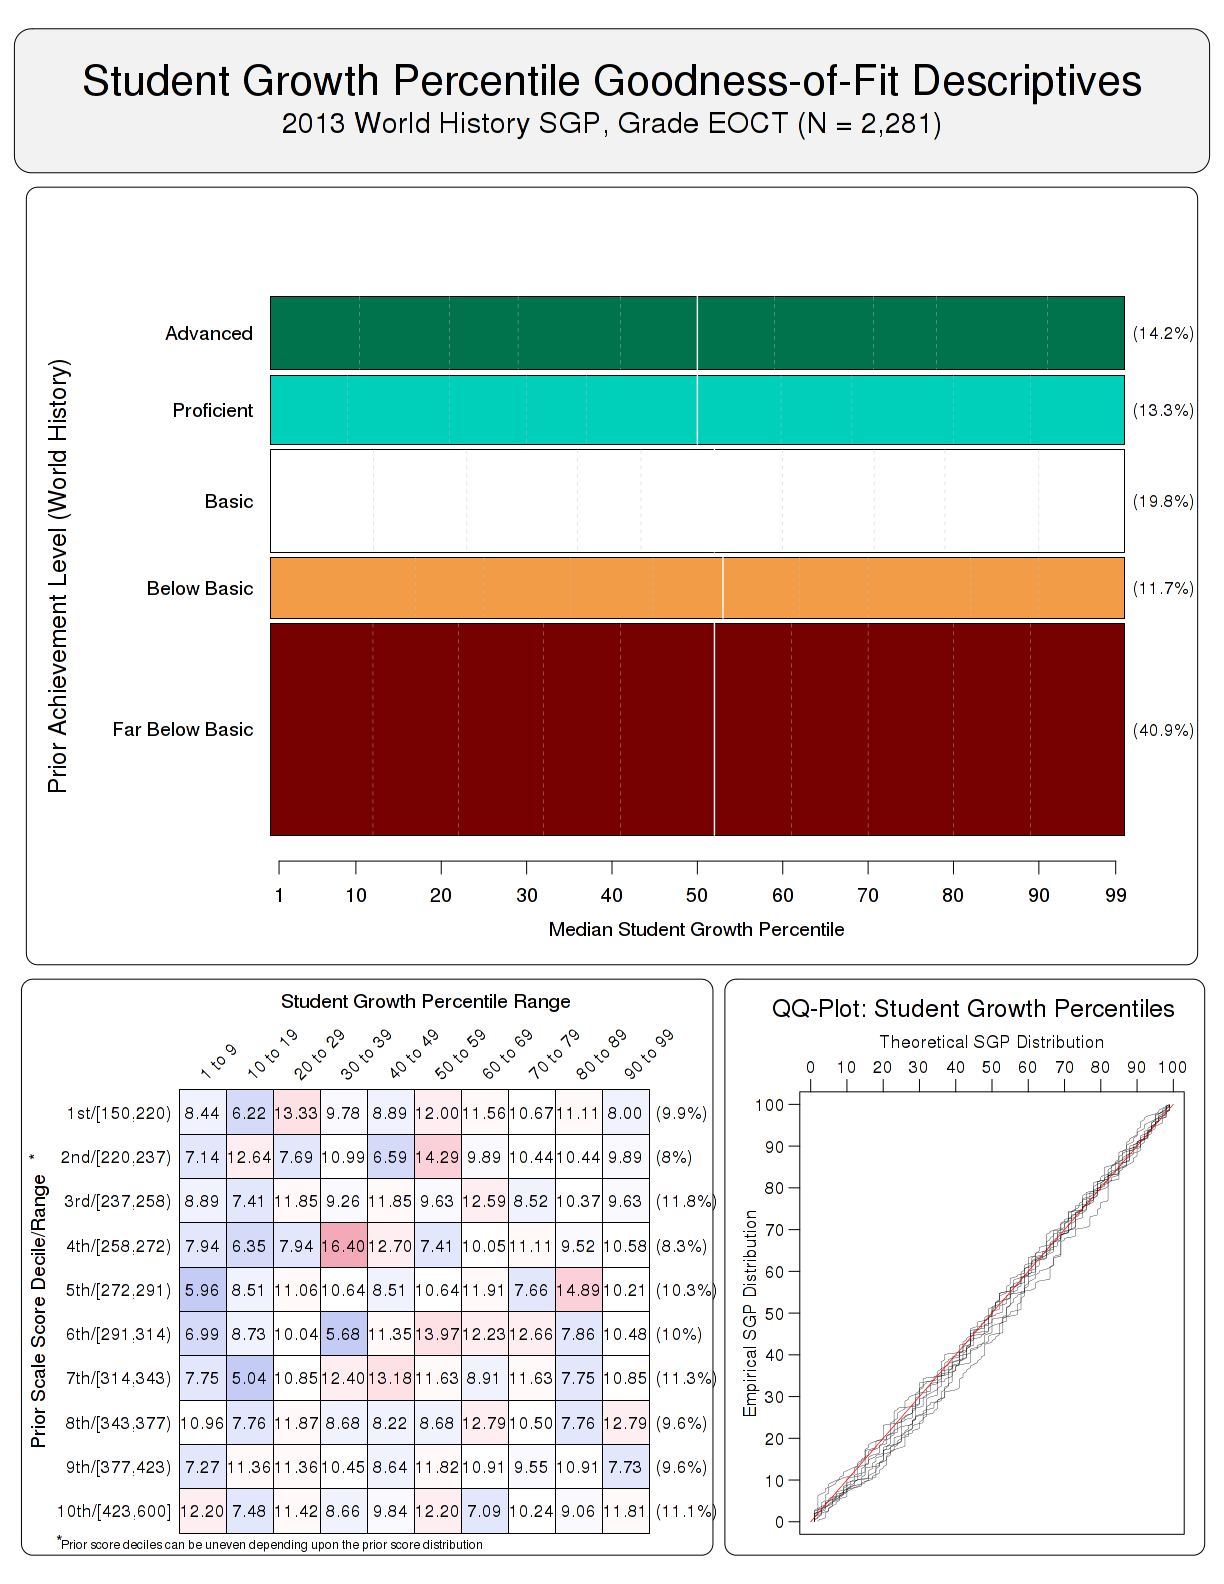 Student Growth Percentile Goodness-of-Fit Descriptives
2013 World History SGP, Grade EOCT (N = 2,281)
Prior Achievement Level (World History)
Advanced (14.2%)
Proficient (13.3%)
Basic (19.8%)
Below Basic (11.7%)
Far Below Basic (40.9%)
1 10 20 30 40 50 60 70 80 90 99
Median Student Growth Percentile
Student Growth Percentile Range
1 to 9 10 to 19 20 to 29 30 to 39 40 to 49 50 to 59 60 to 69 70 to 79 80 to 89 90 to 99
Prior Scale Score Decile/Range *
1st/[150,220) 8.44 6.22 13.33 9.78 8.89 12.00 11.56 10.67 11.11 8.00 (9.9%)
2nd/[220,237) 7.14 12.64 7.69 10.99 6.59 14.29 9.89 10.44 10.44 9.89 (8%)
3rd/[237,258) 8.89 7.41 11.85 9.26 11.85 9.63 12.59 8.52 10.37 9.63 (11.8%)
4th/[258,272) 7.94 6.35 7.94 16.40 12.70 7.41 10.05 11.11 9.52 10.58 (8.3%)
5th/[272,291) 5.96 8.51 11.06 10.64 8.51 10.64 11.91 7.66 14.89 10.21 (10.3%)
6th/[291,314) 6.99 8.73 10.04 5.68 11.35 13.97 12.23 12.66 7.86 10.48 (10%)
7th/[314,343) 7.75 5.04 10.85 12.40 13.18 11.63 8.91 11.63 7.75 10.85 (11.3%)
8th/[343,377) 10.96 7.76 11.87 8.68 8.22 8.68 12.79 10.50 7.76 12.79 (9.6%)
9th/[377,423) 7.27 11.36 11.36 10.45 8.64 11.82 10.91 9.55 10.91 7.73 (9.6%)
10th/[423,600] 12.20 7.48 11.42 8.66 9.84 12.20 7.09 10.24 9.06 11.81 (11.1%)
*Prior score deciles can be uneven depending upon the prior score distribution
QQ-Plot: Student Growth Percentiles
Theoretical SGP Distribution
0 10 20 30 40 50 60 70 80 90 100
Empirical SGP Distribution
100
90
80
70
60
50
40
30
20
10
0